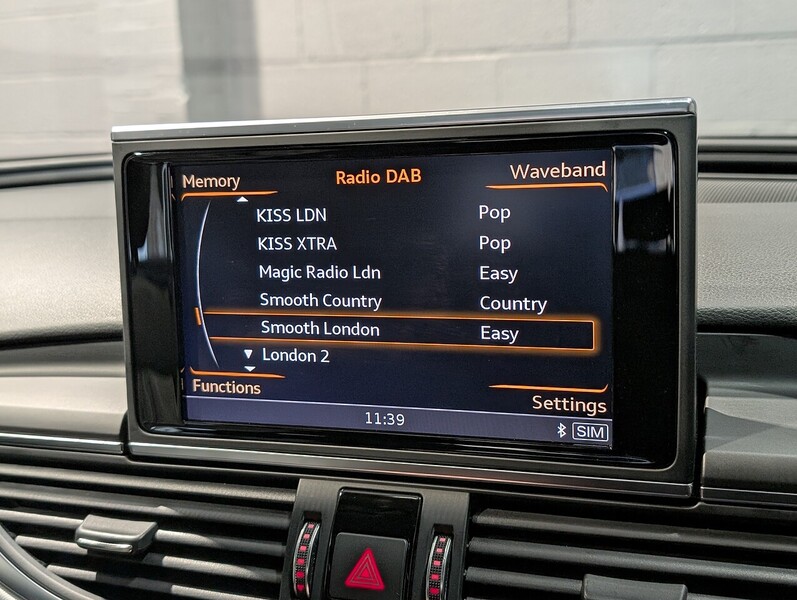 Memory Radio DAB Waveband
KISS LDN Pop
KISS XTRA Pop
Magic Radio Ldn Easy
Smooth Country Country
Smooth London Easy
London 2
Functions Settings
11:39 SIM